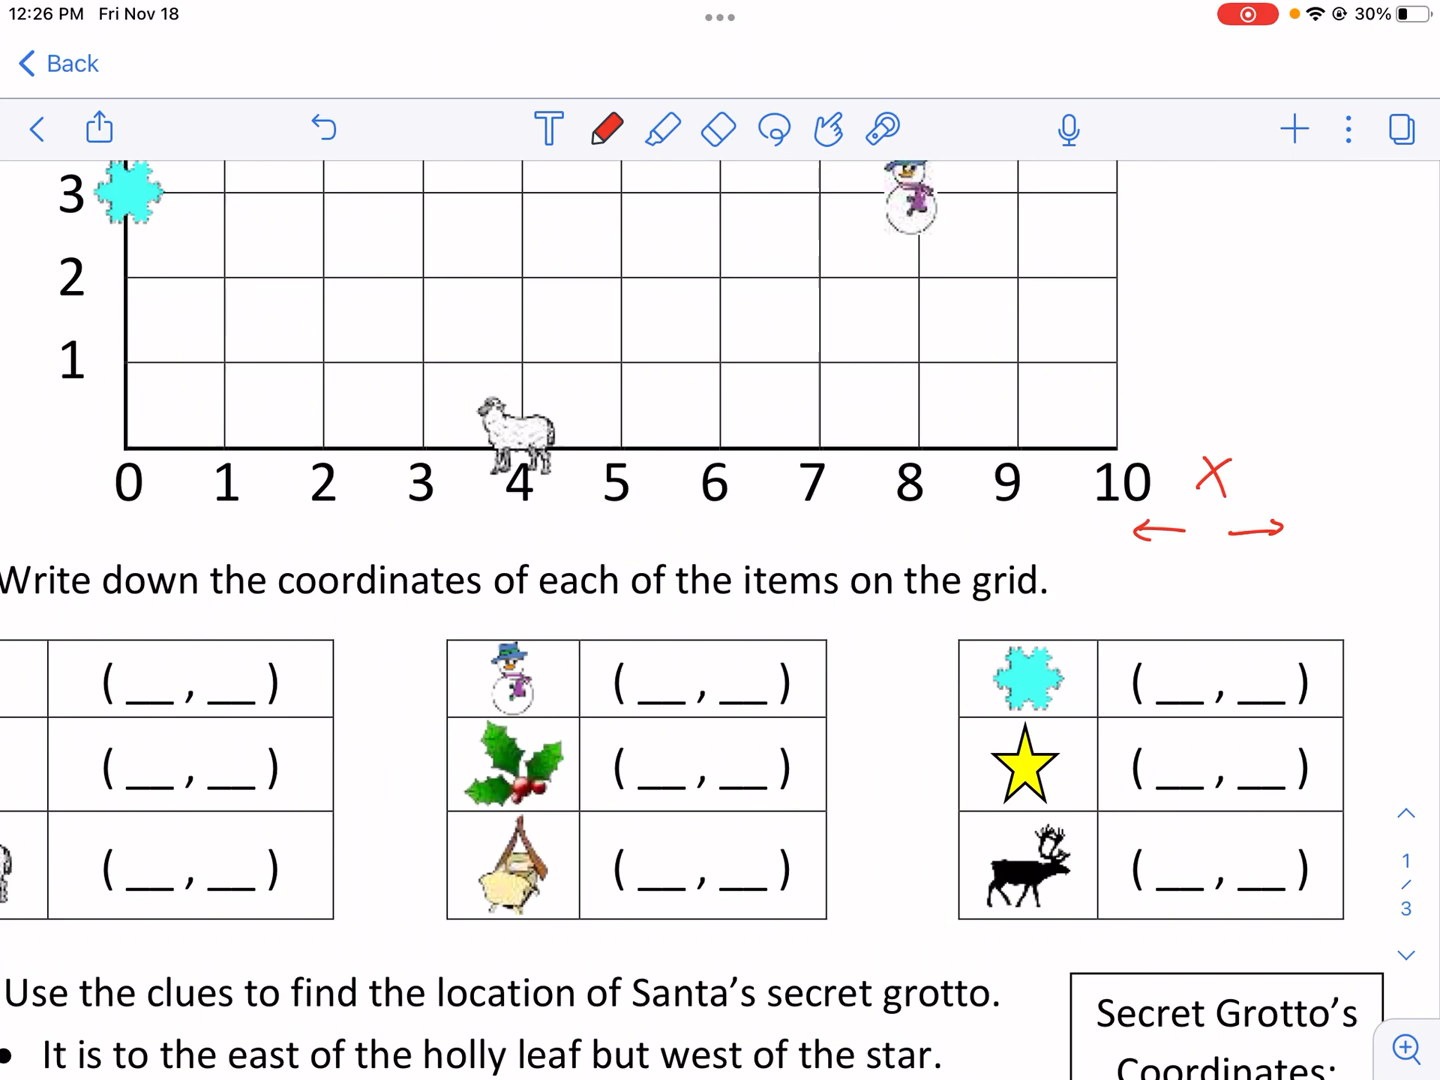 12:26 PM Fri Nov 18
30%
Back
T
3
2
1
0 1 2 3 4 5 6 7 8 9 10 X
Write down the coordinates of each of the items on the grid.
( __ , __ ) ( __ , __ ) ( __ , __ )
( __ , __ ) ( __ , __ ) ( __ , __ )
( __ , __ ) ( __ , __ ) ( __ , __ )
1
/
3
Use the clues to find the location of Santa’s secret grotto.
• It is to the east of the holly leaf but west of the star.
Secret Grotto’s
Coordinates: